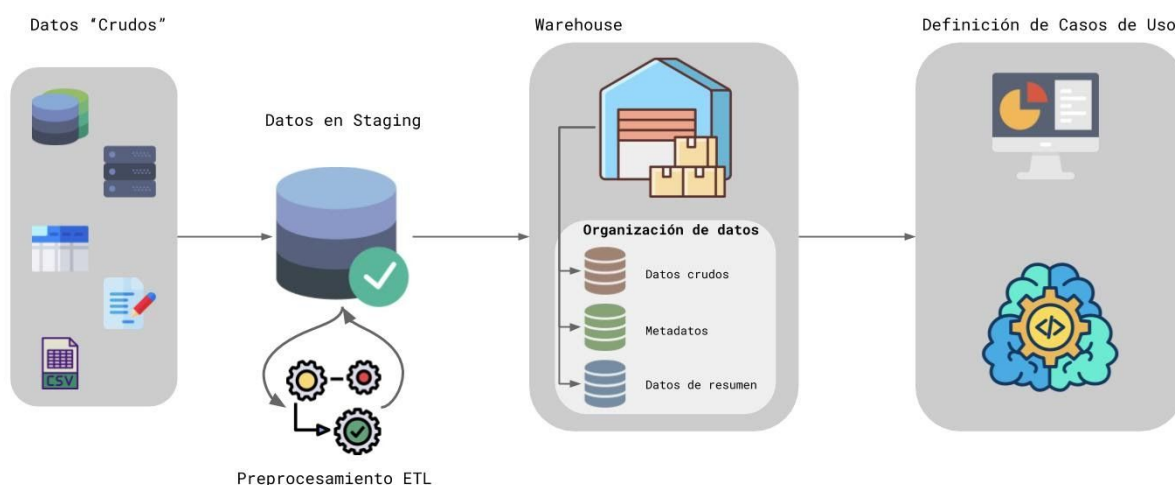 Datos “Crudos”
Warehouse
Definición de Casos de Uso
Datos en Staging
Organización de datos
Datos crudos
Metadatos
Datos de resumen
CSV
Preprocesamiento ETL